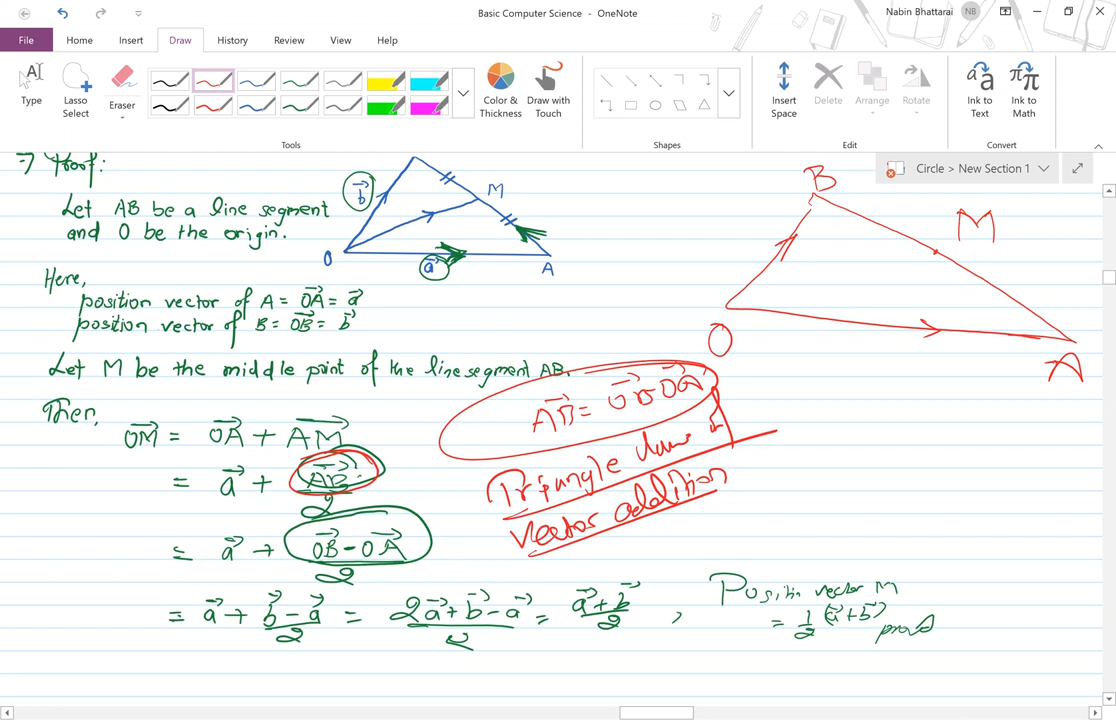 Basic Computer Science - OneNote
Nabin Bhattarai NB
File Home Insert Draw History Review View Help
Type
Lasso Select
Eraser
Color & Thickness
Draw with Touch
Insert Space
Delete
Arrange
Rotate
Ink to Text
Ink to Math
Tools
Shapes
Edit
Convert
Circle > New Section 1
⇒ Proof:
Let AB be a line segment
and O be the origin.
b⃗
M
O
a⃗
A
B
M
O
A
Here,
position vector of A = OA⃗ = a⃗
position vector of B = OB⃗ = b⃗
Let M be the middle point of the line segment AB.
Then,
OM⃗ = OA⃗ + AM⃗
= a⃗ + AB⃗/2
= a⃗ + (OB⃗ - OA⃗)/2
= a⃗ + (b⃗ - a⃗)/2 = (2a⃗ + b⃗ - a⃗)/2 = (a⃗ + b⃗)/2,
AB⃗ = OB⃗ - OA⃗
Triangle law
vector addition
Positin vector M
= 1/2 (a⃗ + b⃗)